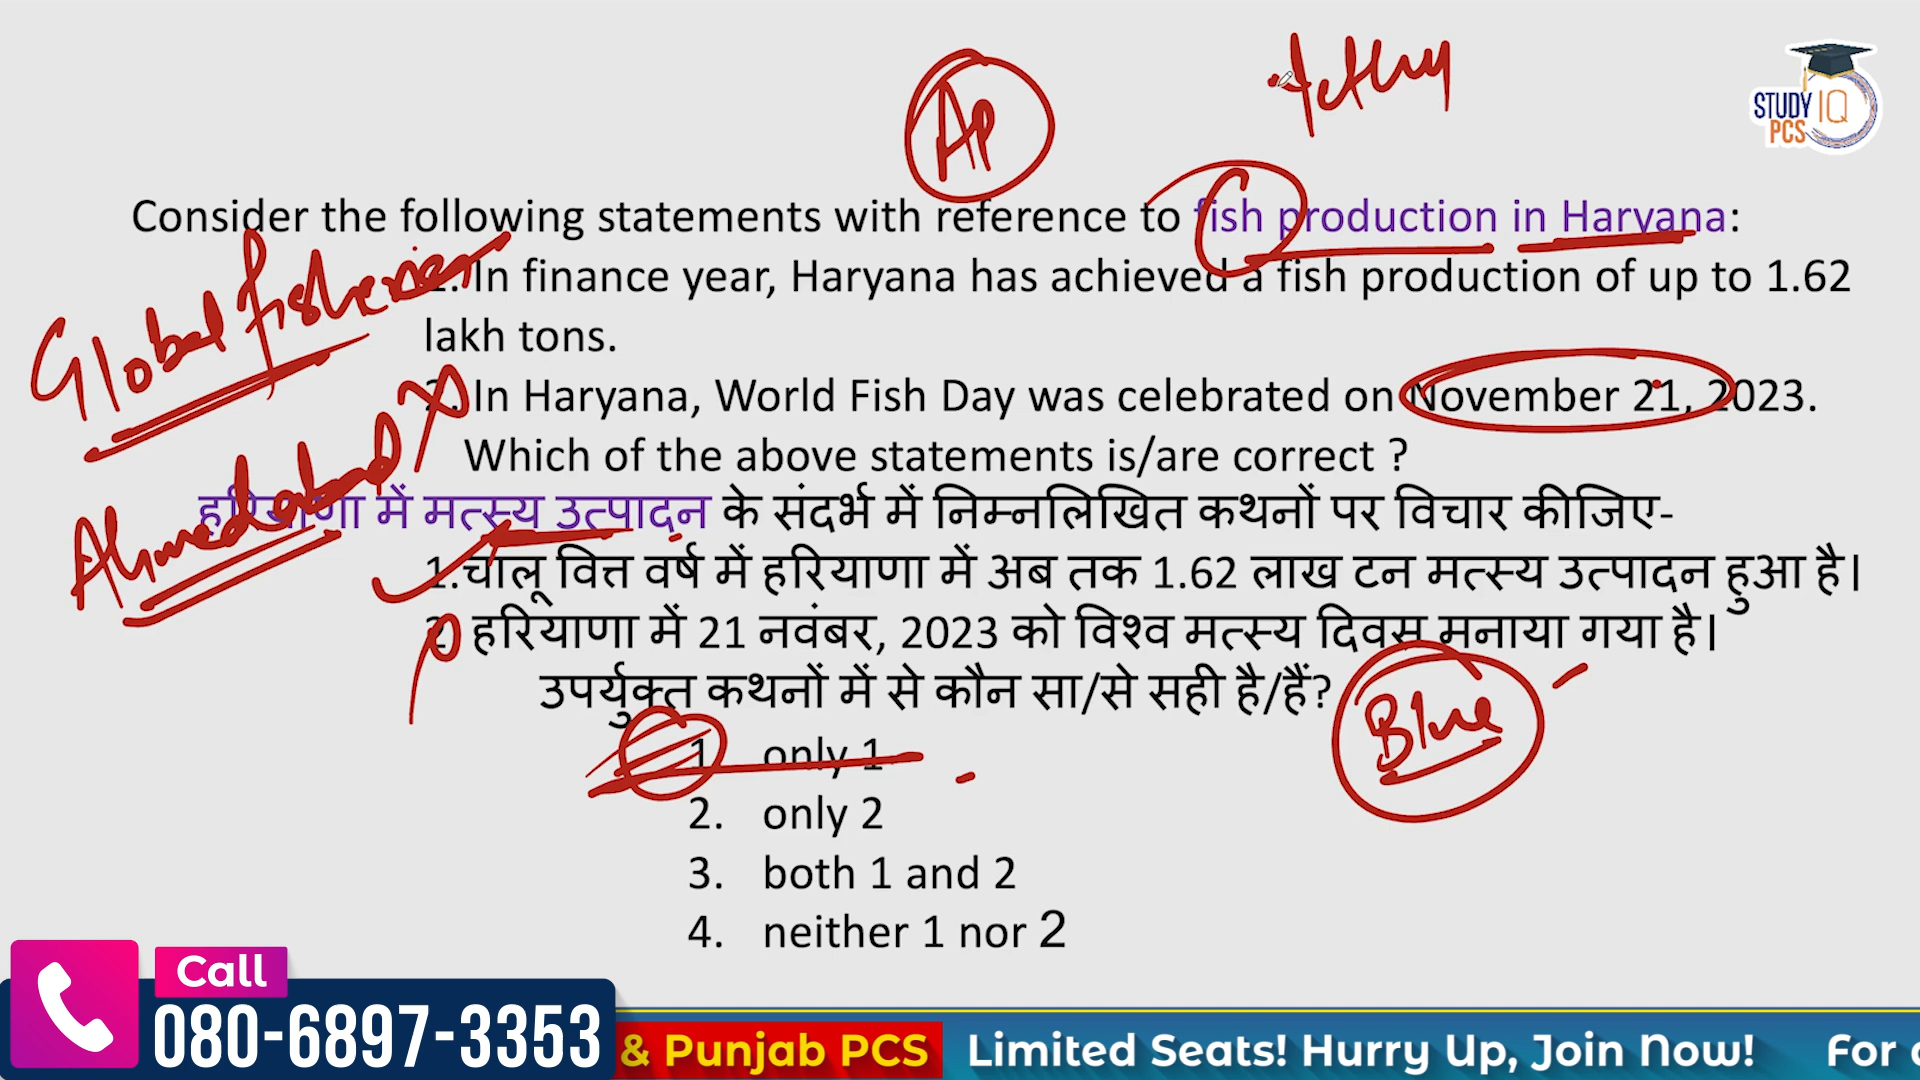 AP
STUDY IQ
PCS
Consider the following statements with reference to fish production in Haryana:
1. In finance year, Haryana has achieved a fish production of up to 1.62
lakh tons.
2. In Haryana, World Fish Day was celebrated on November 21, 2023.
Which of the above statements is/are correct ?
Global fisheries
Ahmedabad
हरियाणा में मत्स्य उत्पादन के संदर्भ में निम्नलिखित कथनों पर विचार कीजिए-
1.चालू वित्त वर्ष में हरियाणा में अब तक 1.62 लाख टन मत्स्य उत्पादन हुआ है।
2 हरियाणा में 21 नवंबर, 2023 को विश्व मत्स्य दिवस मनाया गया है।
उपर्युक्त कथनों में से कौन सा/से सही है/हैं?
Blue
1. only 1
2. only 2
3. both 1 and 2
4. neither 1 nor 2
Call
080-6897-3353
& Punjab PCS Limited Seats! Hurry Up, Join Now! For